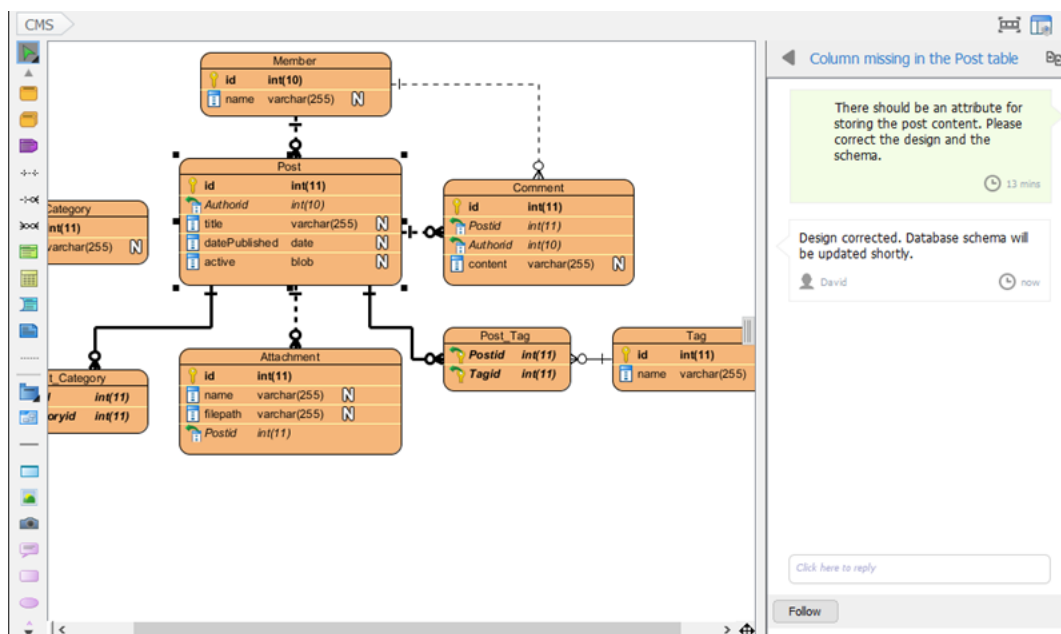 CMS
Member
id int(10)
name varchar(255) N
Post
id int(11)
Authorid int(10)
title varchar(255) N
datePublished date N
active blob N
Category
int(11)
varchar(255) N
Comment
id int(11)
Postid int(11)
Authorid int(10)
content varchar(255) N
t_Category
int(11)
oryid int(11)
Attachment
id int(11)
name varchar(255) N
filepath varchar(255) N
Postid int(11)
Post_Tag
Postid int(11)
Tagid int(11)
Tag
id int(11)
name varchar(255)
Column missing in the Post table
There should be an attribute for
storing the post content. Please
correct the design and the
schema.
13 mins
Design corrected. Database schema will
be updated shortly.
David now
Click here to reply
Follow